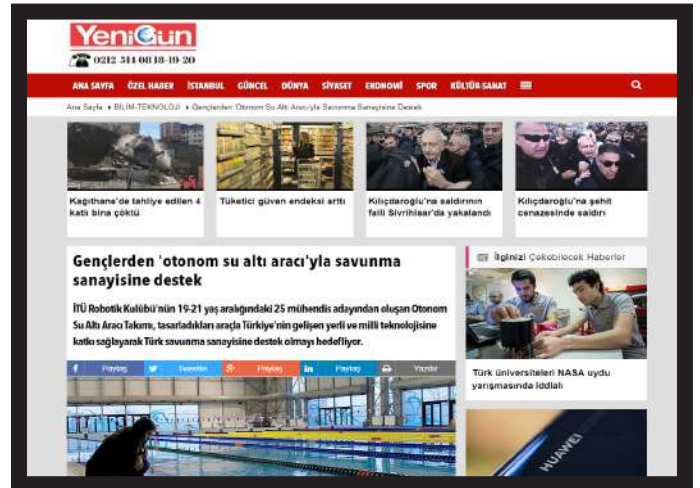 YeniGün
0212 514 08 18-19-20
ANA SAYFA ÖZEL HABER İSTANBUL GÜNCEL DÜNYA SİYASET EKONOMİ SPOR KÜLTÜR-SANAT
Ana Sayfa BİLİM-TEKNOLOJİ Gençlerden 'Otonom Su Altı Aracı'yla Savunma Sanayisine Destek
Kağıthane'de tahliye edilen 4
katlı bina çöktü
Tüketici güven endeksi arttı
Kılıçdaroğlu'na saldırının
faili Sivrihisar'da yakalandı
Kılıçdaroğlu'na şehit
cenazesinde saldırı
Gençlerden 'otonom su altı aracı'yla savunma
sanayisine destek
İTÜ Robotik Kulübü'nün 19-21 yaş aralığındaki 25 mühendis adayından oluşan Otonom
Su Altı Aracı Takımı, tasarladıkları araçla Türkiye'nin gelişen yerli ve milli teknolojisine
katkı sağlayarak Türk savunma sanayisine destek olmayı hedefliyor.
Paylaş Tweetle Paylaş Paylaş Yazdır
İlginizi Çekebilecek Haberler
Türk üniversiteleri NASA uydu
yarışmasında iddialı
HUAWEI